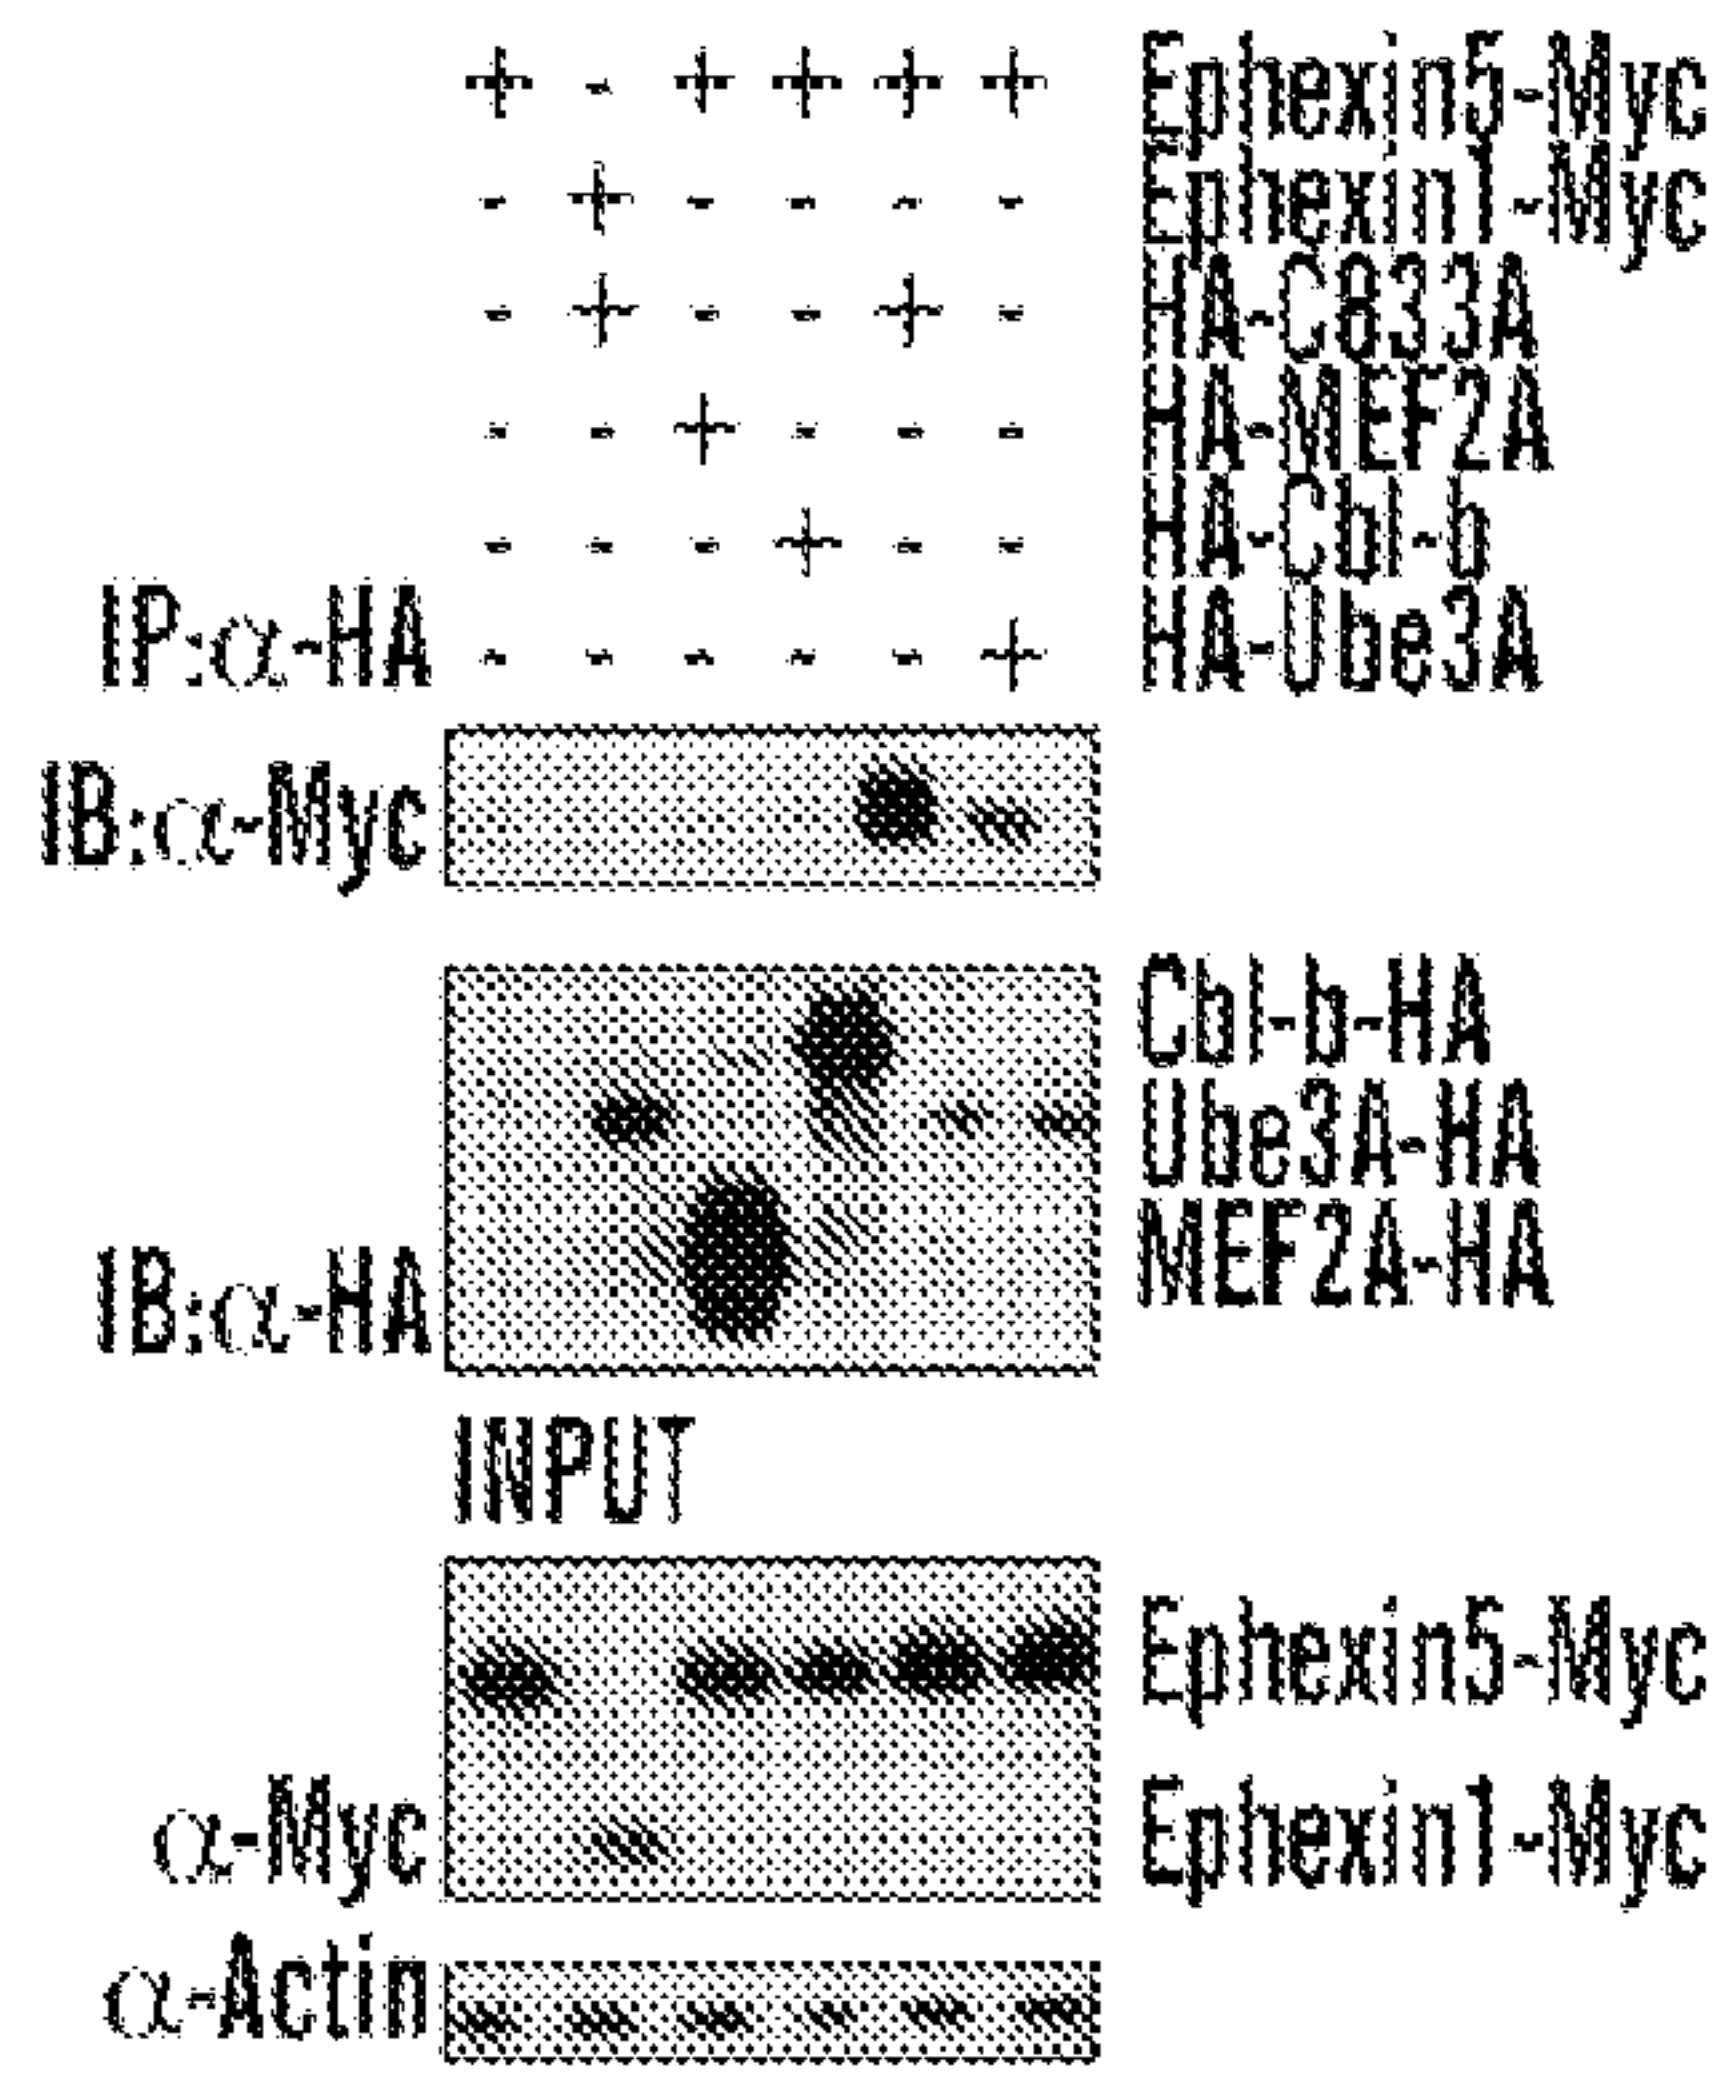 + - + + + + Ephexin5-Myc
- + - - - - Ephexin1-Myc
- + - - + - HA-C833A
- - + - - - HA-MEF2A
- - - + - - HA-Cbl-b
IP:α-HA - - - - - + HA-Ube3A
IB:α-Myc
Cbl-b-HA
Ube3A-HA
MEF2A-HA
IB:α-HA
INPUT
Ephexin5-Myc
α-Myc Ephexin1-Myc
α-Actin